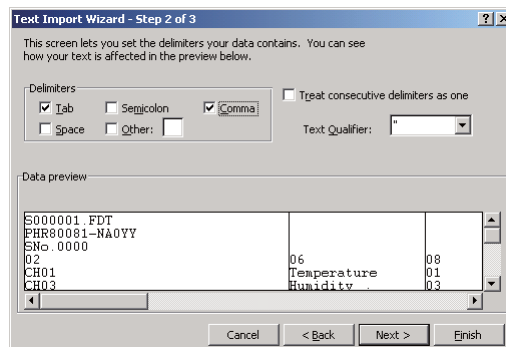 Text Import Wizard - Step 2 of 3
This screen lets you set the delimiters your data contains. You can see
how your text is affected in the preview below.
Delimiters
Tab Semicolon Comma
Space Other:
Treat consecutive delimiters as one
Text Qualifier: "
Data preview
S000001.FDT
PHR80081-NA0YY
SNo.0000
02 06 08
CH01 Temperature 01
CH03 Humidity . 03
Cancel < Back Next > Finish